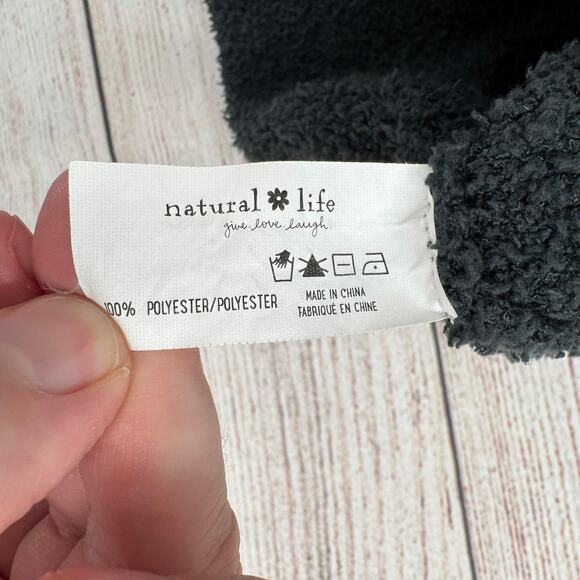 natural life
give. love. laugh.
100% POLYESTER/POLYESTER
MADE IN CHINA
FABRIQUÉ EN CHINE